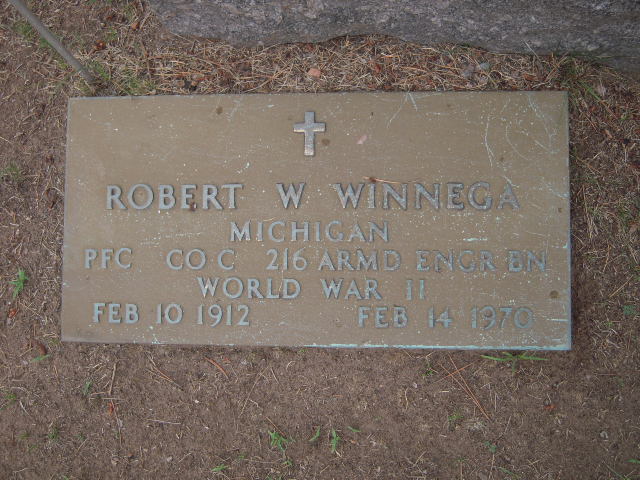 ROBERT W WINNEGA
MICHIGAN
PFC CO C 216 ARMD ENGR BN
WORLD WAR II
FEB 10 1912 FEB 14 1970